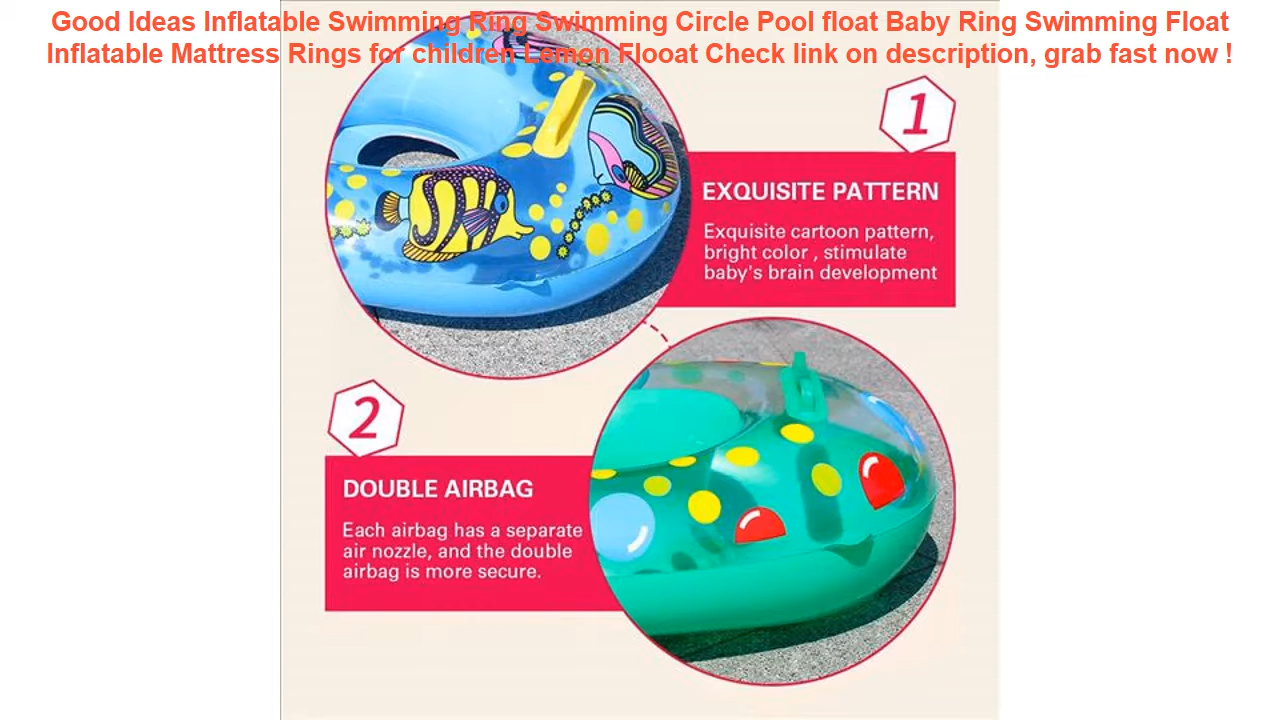 Good Ideas Inflatable Swimming Ring Swimming Circle Pool float Baby Ring Swimming Float
Inflatable Mattress Rings for children Lemon Flooat Check link on description, grab fast now !
1
EXQUISITE PATTERN
Exquisite cartoon pattern,
bright color , stimulate
baby's brain development
2
DOUBLE AIRBAG
Each airbag has a separate
air nozzle, and the double
airbag is more secure.